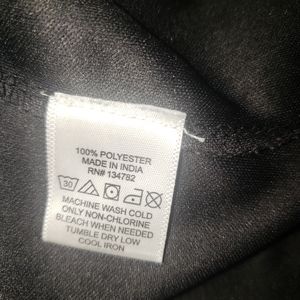 100% POLYESTER
MADE IN INDIA
RN# 134782
30
MACHINE WASH COLD
ONLY NON-CHLORINE
BLEACH WHEN NEEDED
TUMBLE DRY LOW
COOL IRON